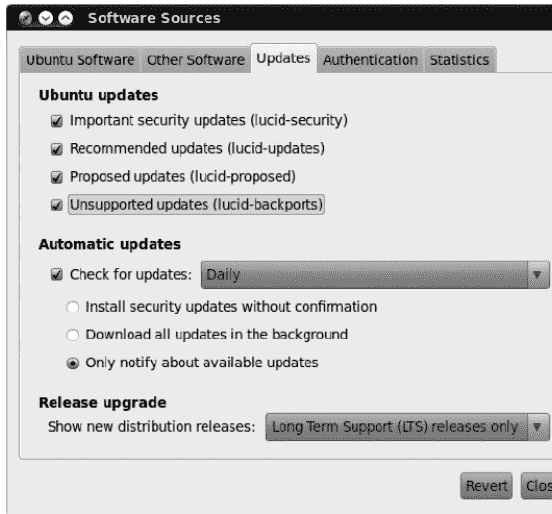 Software Sources
Ubuntu Software Other Software Updates Authentication Statistics
Ubuntu updates
Important security updates (lucid-security)
Recommended updates (lucid-updates)
Proposed updates (lucid-proposed)
Unsupported updates (lucid-backports)
Automatic updates
Check for updates: Daily
Install security updates without confirmation
Download all updates in the background
Only notify about available updates
Release upgrade
Show new distribution releases: Long Term Support (LTS) releases only
Revert Clos